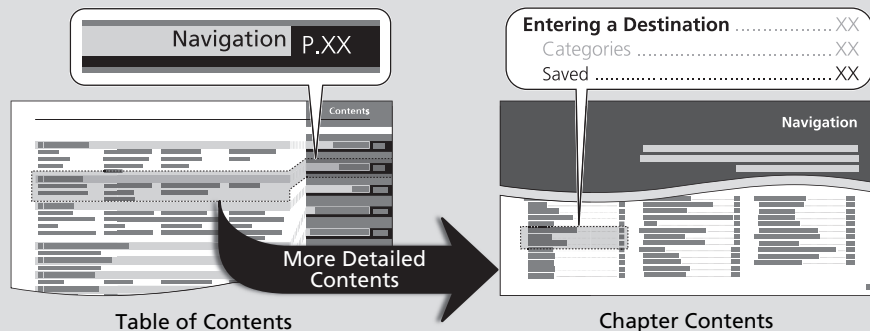 Navigation P.XX
Entering a Destination ................. XX
Categories ................................. XX
Saved ......................................... XX
Contents
Navigation
More Detailed
Contents
Table of Contents
Chapter Contents